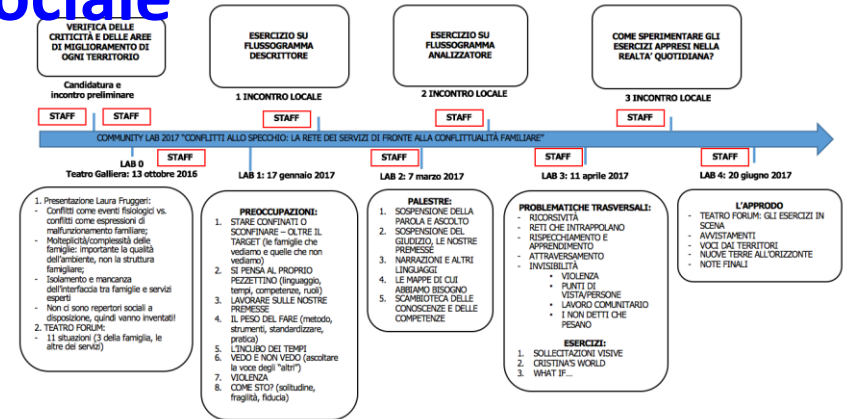 ociale
VERIFICA DELLE
CRITICITÀ E DELLE AREE
DI MIGLIORAMENTO DI
OGNI TERRITORIO
ESERCIZIO SU
FLUSSOGRAMMA
DESCRITTORE
ESERCIZIO SU
FLUSSOGRAMMA
ANALIZZATORE
COME SPERIMENTARE GLI
ESERCIZI APPRESI NELLA
REALTA' QUOTIDIANA?
Candidatura e
incontro preliminare
1 INCONTRO LOCALE
2 INCONTRO LOCALE
3 INCONTRO LOCALE
STAFF
STAFF
STAFF
STAFF
STAFF
COMMUNITY LAB 2017 "CONFLITTI ALLO SPECCHIO: LA RETE DEI SERVIZI DI FRONTE ALLA CONFLITTUALITÀ FAMILIARE"
STAFF
STAFF
STAFF
LAB 0
Teatro Galliera: 13 ottobre 2016
LAB 1: 17 gennaio 2017
LAB 2: 7 marzo 2017
LAB 3: 11 aprile 2017
LAB 4: 20 giugno 2017
1. Presentazione Laura Fruggeri:
- Conflitti come eventi fisiologici vs.
conflitti come espressioni di
malfunzionamento familiare;
- Molteplicità/complessità delle
famiglie: importante la qualità
dell'ambiente, non la struttura
famigliare;
- Isolamento e mancanza
dell'interfaccia tra famiglie e servizi
esperti
- Non ci sono repertori sociali a
disposizione, quindi vanno inventati!
2. TEATRO FORUM:
- 11 situazioni (3 della famiglia, le
altre dei servizi)
PREOCCUPAZIONI:
1. STARE CONFINATI O
SCONFINARE – OLTRE IL
TARGET (le famiglie che
vediamo e quelle che non
vediamo)
2. SI PENSA AL PROPRIO
PEZZETTINO (linguaggio,
tempi, competenze, ruoli)
3. LAVORARE SULLE NOSTRE
PREMESSE
4. IL PESO DEL FARE (metodo,
strumenti, standardizzare,
pratica)
5. L'INCUBO DEI TEMPI
6. VEDO E NON VEDO (ascoltare
la voce degli "altri")
7. VIOLENZA
8. COME STO? (solitudine,
fragilità, fiducia)
PALESTRE:
1. SOSPENSIONE DELLA
PAROLA E ASCOLTO
2. SOSPENSIONE DEL
GIUDIZIO, LE NOSTRE
PREMESSE
3. NARRAZIONI E ALTRI
LINGUAGGI
4. LE MAPPE DI CUI
ABBIAMO BISOGNO
5. SCAMBIOTECA DELLE
CONOSCENZE E DELLE
COMPETENZE
PROBLEMATICHE TRASVERSALI:
- RICORSIVITÀ
- RETI CHE INTRAPPOLANO
- RISPECCHIAMENTO E
APPRENDIMENTO
- ATTRAVERSAMENTO
- INVISIBILITÀ
• VIOLENZA
• PUNTI DI
VISTA/PERSONE
• LAVORO COMUNITARIO
• I NON DETTI CHE
PESANO
ESERCIZI:
1. SOLLECITAZIONI VISIVE
2. CRISTINA'S WORLD
3. WHAT IF...
L'APPRODO
- TEATRO FORUM: GLI ESERCIZI IN
SCENA
- AVVISTAMENTI
- VOCI DAI TERRITORI
- NUOVE TERRE ALL'ORIZZONTE
- NOTE FINALI